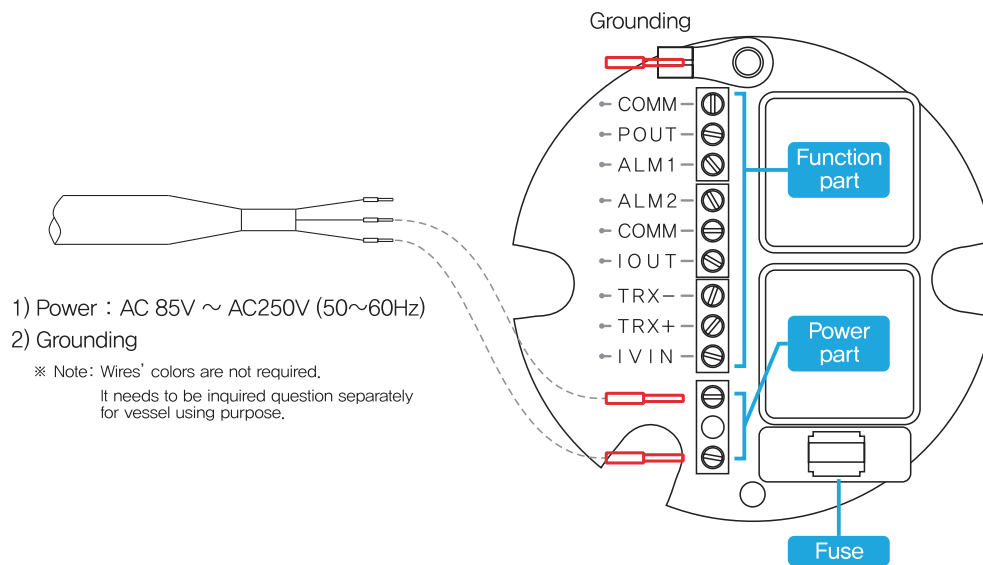 Grounding
COMM
POUT
ALM1
ALM2
COMM
IOUT
TRX-
TRX+
IVIN
Function
part
Power
part
Fuse
1) Power : AC 85V ～ AC250V (50～60Hz)
2) Grounding
※ Note: Wires' colors are not required.
It needs to be inquired question separately
for vessel using purpose.